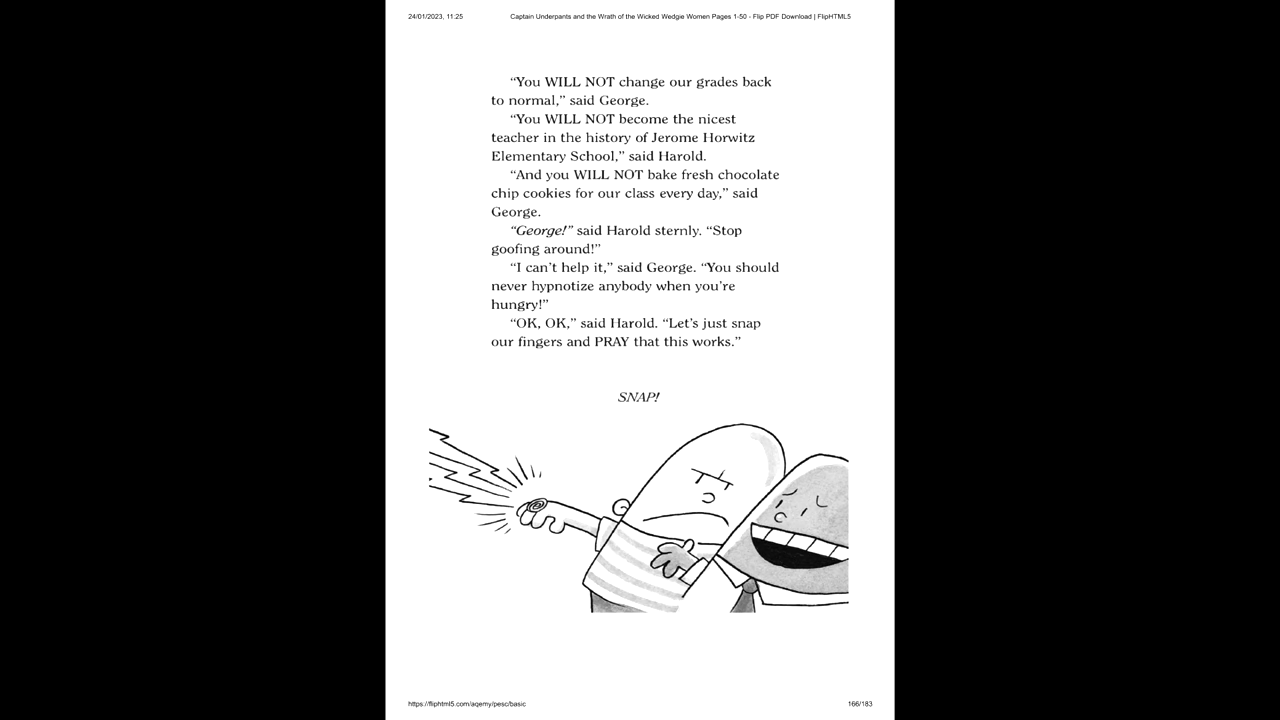 24/01/2023, 11:25 Captain Underpants and the Wrath of the Wicked Wedgie Women Pages 1-50 - Flip PDF Download | FlipHTML5
“You WILL NOT change our grades back
to normal,” said George.
“You WILL NOT become the nicest
teacher in the history of Jerome Horwitz
Elementary School,” said Harold.
“And you WILL NOT bake fresh chocolate
chip cookies for our class every day,” said
George.
“George!” said Harold sternly. “Stop
goofing around!”
“I can’t help it,” said George. “You should
never hypnotize anybody when you’re
hungry!”
“OK, OK,” said Harold. “Let’s just snap
our fingers and PRAY that this works.”
SNAP!
https://fliphtml5.com/aqemy/pesc/basic 166/183